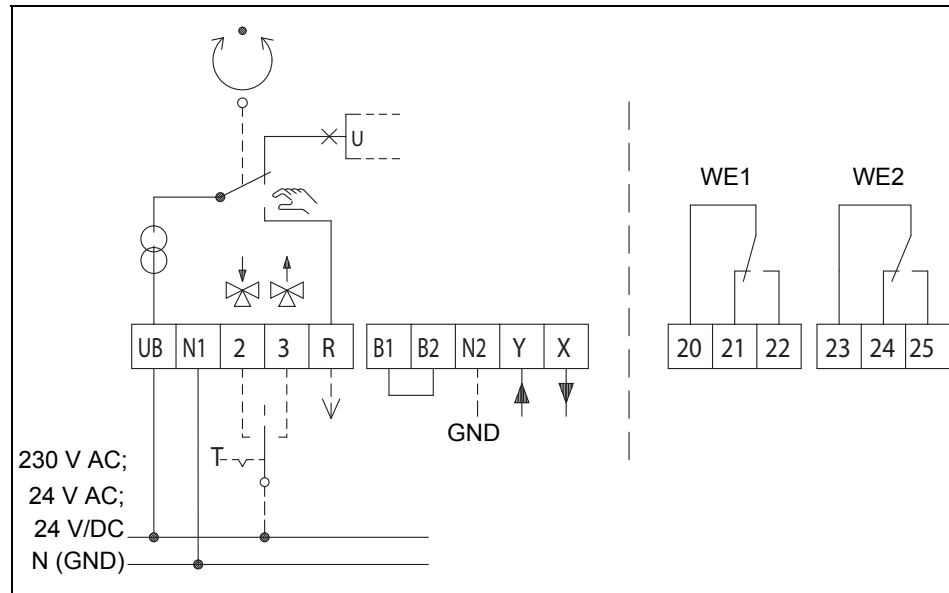 U
WE1 WE2
UB N1 2 3 R B1 B2 N2 Y X 20 21 22 23 24 25
GND
T
230 V AC;
24 V AC;
24 V/DC
N (GND)